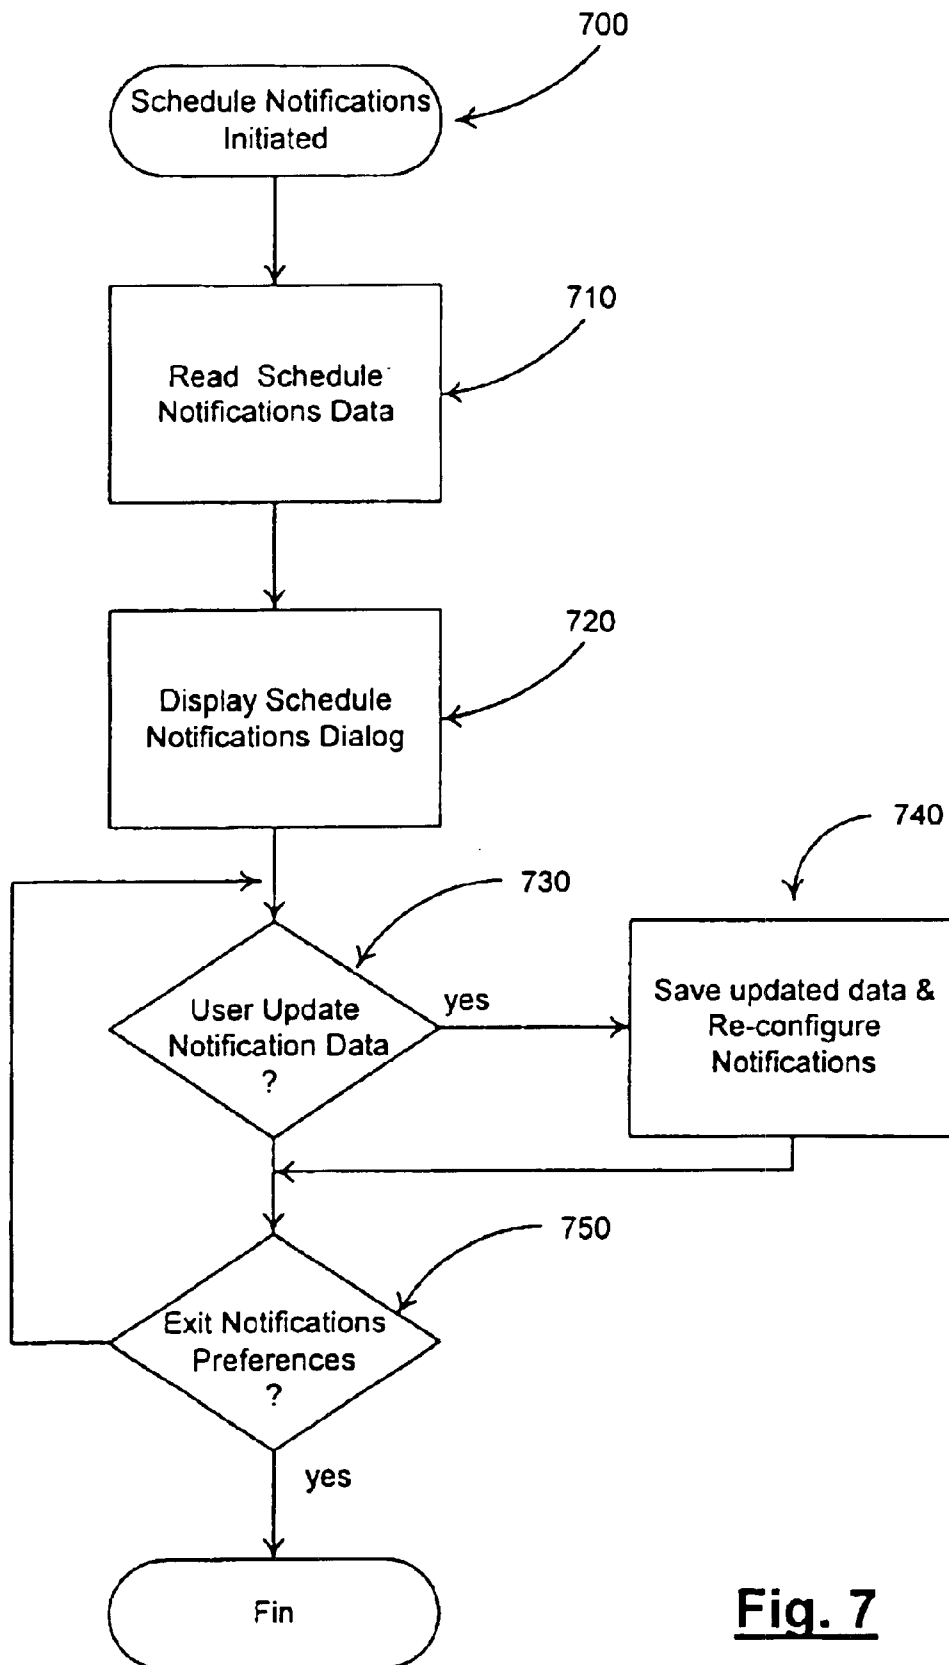 700
Schedule Notifications
Initiated
710
Read Schedule
Notifications Data
720
Display Schedule
Notifications Dialog
730
740
User Update
Notification Data
?
yes
Save updated data &
Re-configure
Notifications
750
Exit Notifications
Preferences
?
yes
Fin
Fig. 7